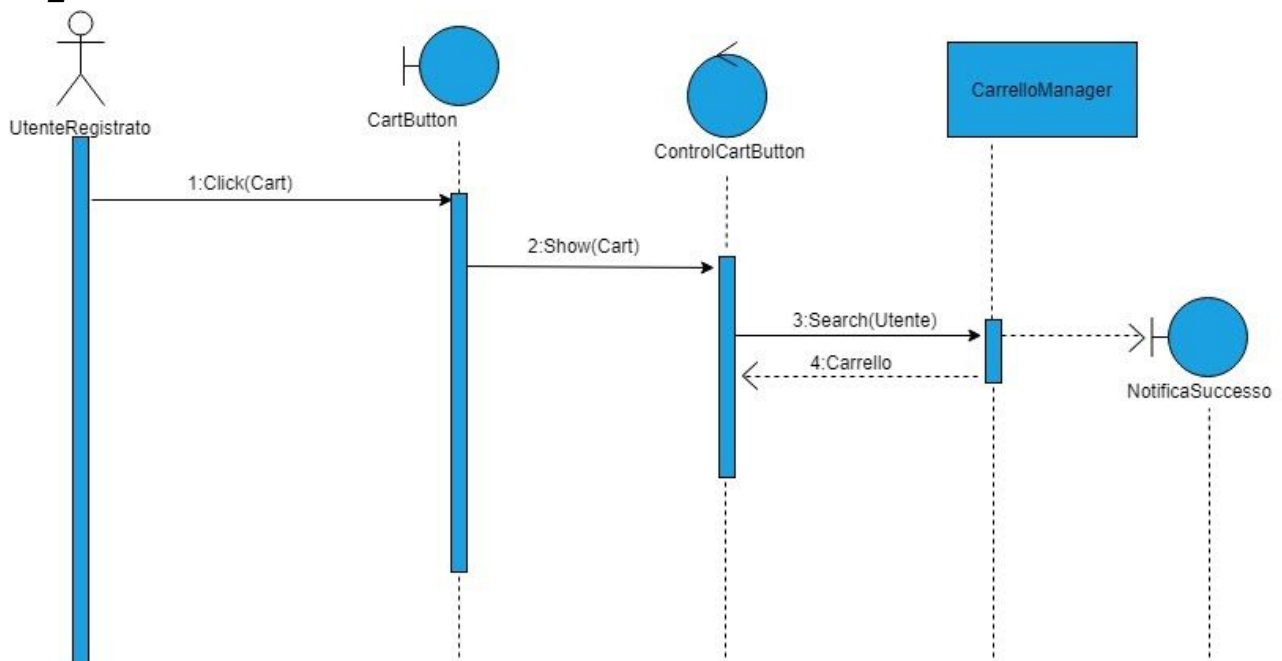 UtenteRegistrato
CartButton
ControlCartButton
CarrelloManager
1:Click(Cart)
2:Show(Cart)
3:Search(Utente)
4:Carrello
NotificaSuccesso